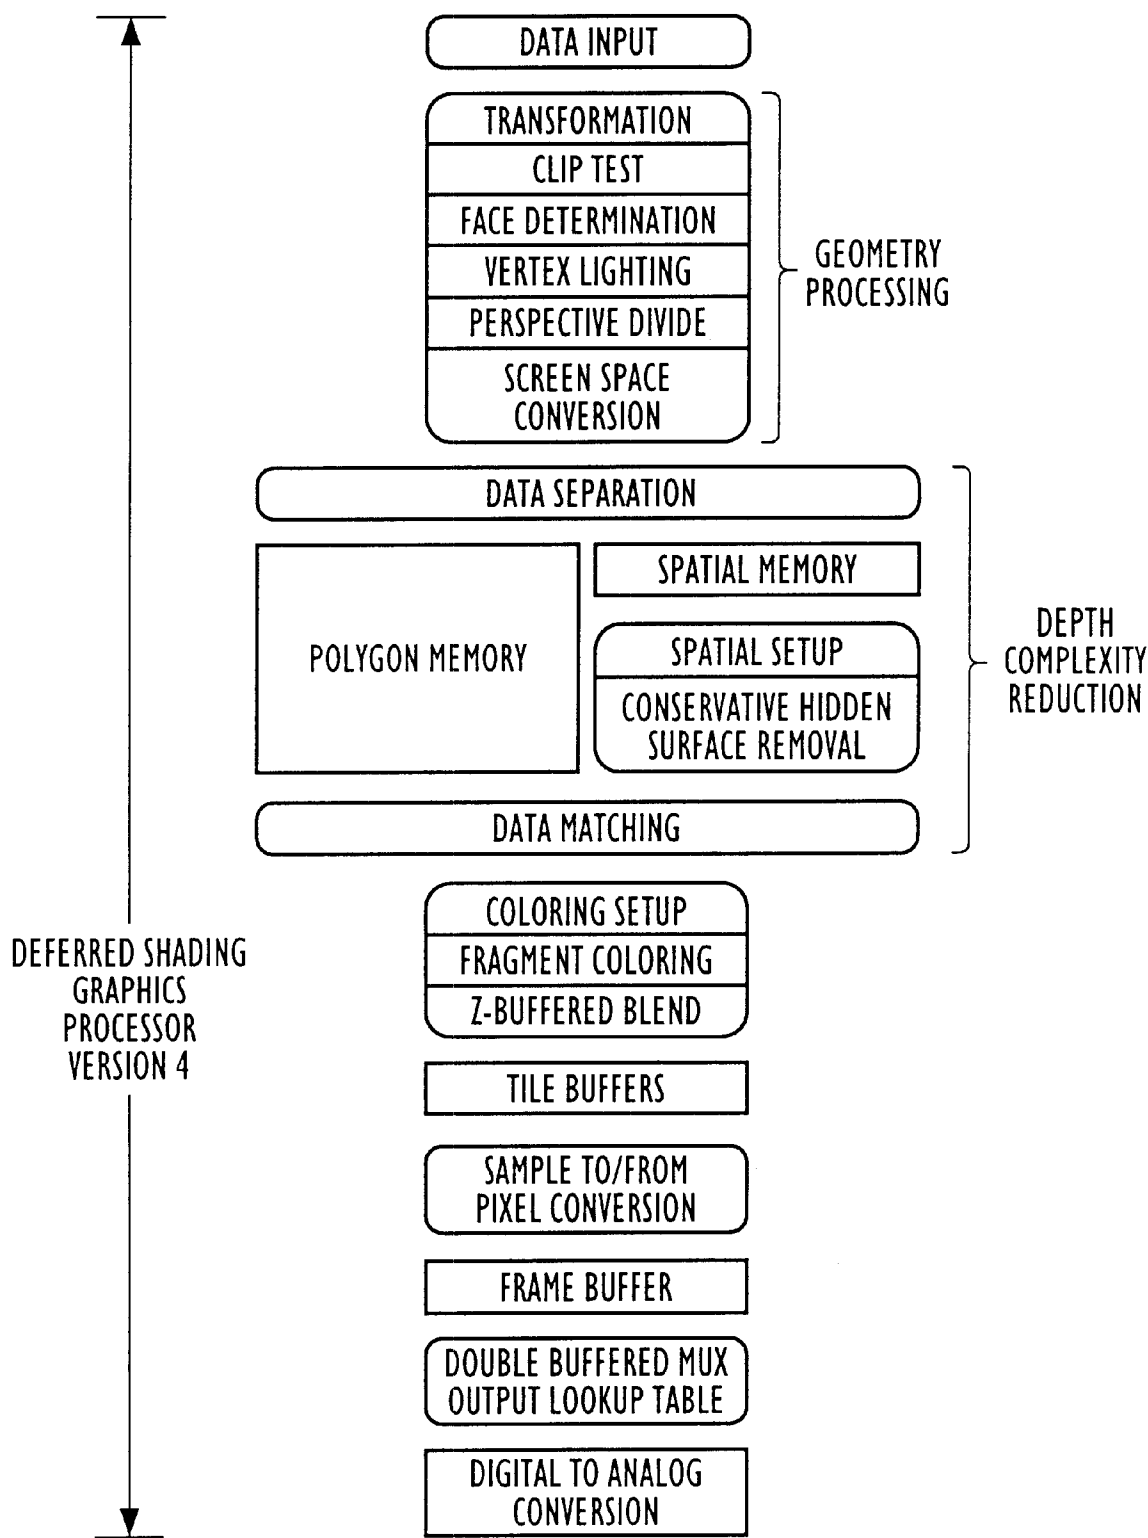 DATA INPUT
TRANSFORMATION
CLIP TEST
FACE DETERMINATION
VERTEX LIGHTING
PERSPECTIVE DIVIDE
SCREEN SPACE
CONVERSION
GEOMETRY
PROCESSING
DATA SEPARATION
POLYGON MEMORY
SPATIAL MEMORY
SPATIAL SETUP
CONSERVATIVE HIDDEN
SURFACE REMOVAL
DEPTH
COMPLEXITY
REDUCTION
DATA MATCHING
DEFERRED SHADING
GRAPHICS
PROCESSOR
VERSION 4
COLORING SETUP
FRAGMENT COLORING
Z-BUFFERED BLEND
TILE BUFFERS
SAMPLE TO/FROM
PIXEL CONVERSION
FRAME BUFFER
DOUBLE BUFFERED MUX
OUTPUT LOOKUP TABLE
DIGITAL TO ANALOG
CONVERSION